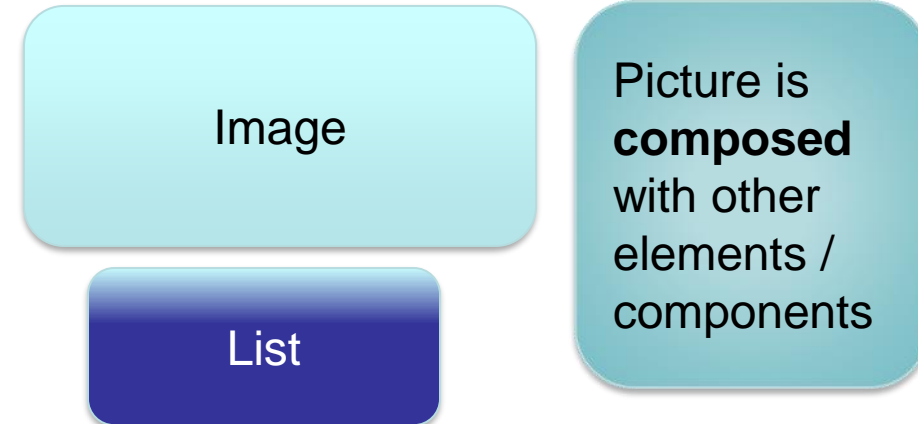 Image
List
Picture is
composed
with other
elements /
components